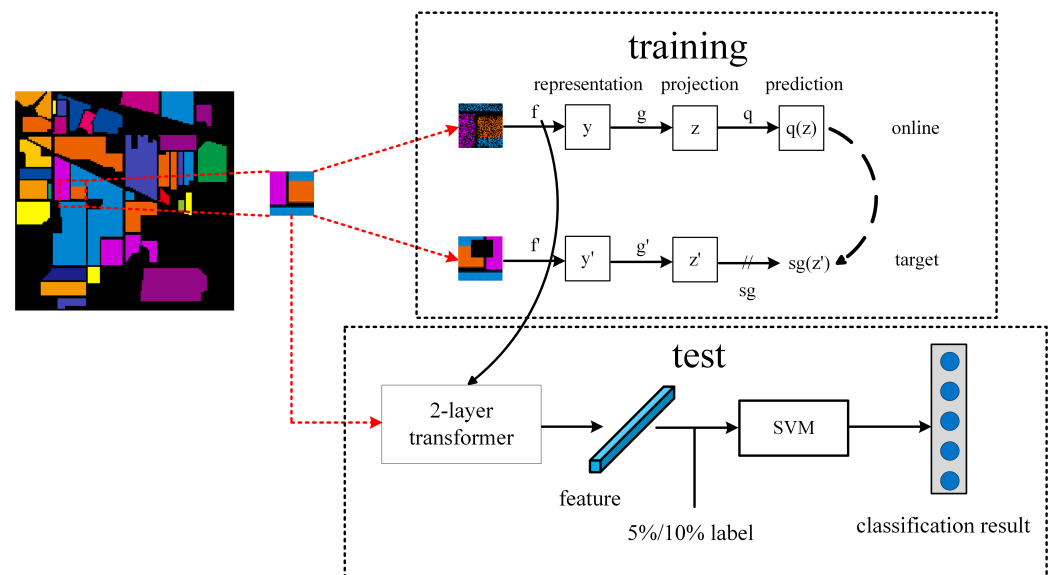 training
representation projection prediction
f g q
y z q(z) online
f' g'
y' z' // sg(z') target
sg
test
2-layer
transformer
SVM
feature
5%/10% label
classification result